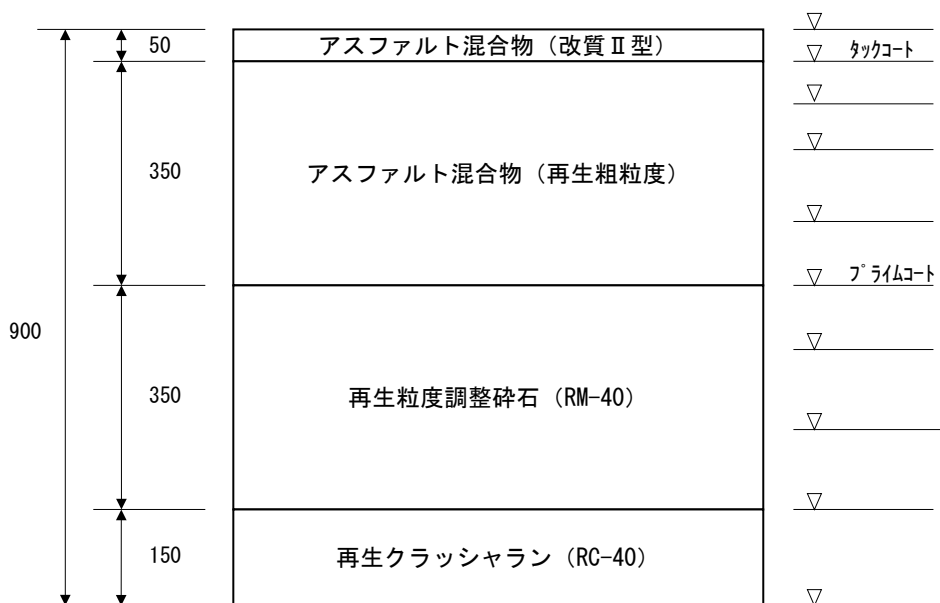 50
アスファルト混合物（改質Ⅱ型）
タックコート
350
アスファルト混合物（再生粗粒度）
プライムコート
900
350
再生粒度調整砕石（RM-40）
150
再生クラッシャラン（RC-40）